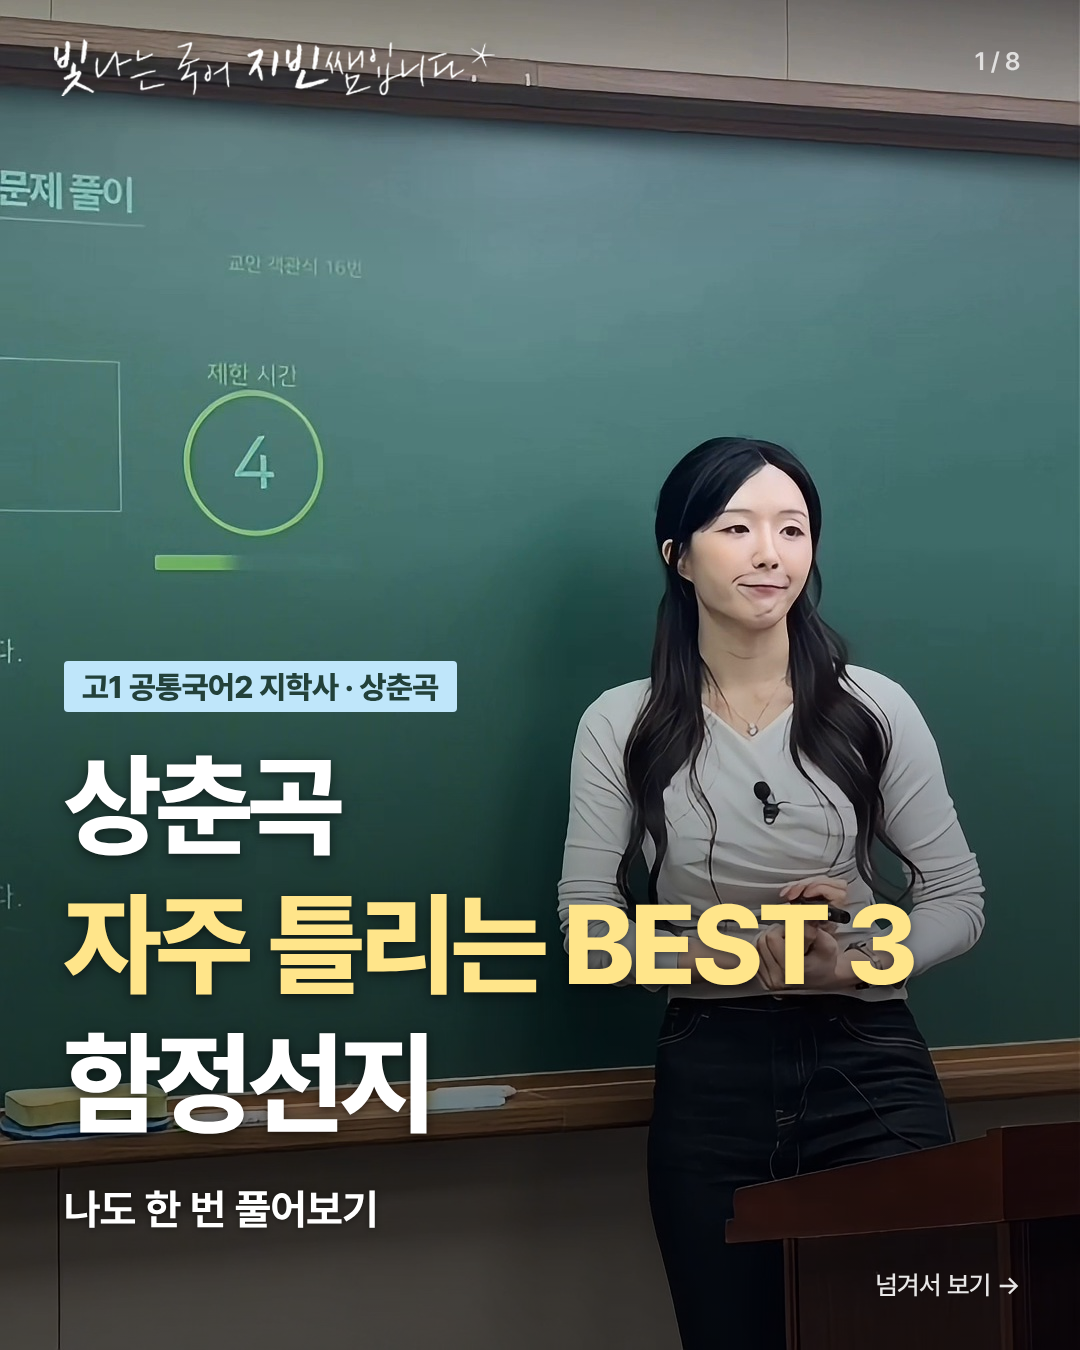 빛나는 국어 지빈쌤입니다.*
1/8
문제 풀이
교안 객관식 16번
제한 시간
4
다.
고1 공통국어2 지학사 · 상춘곡
상춘곡
다.
자주 틀리는 BEST 3
함정선지
나도 한 번 풀어보기
넘겨서 보기 →